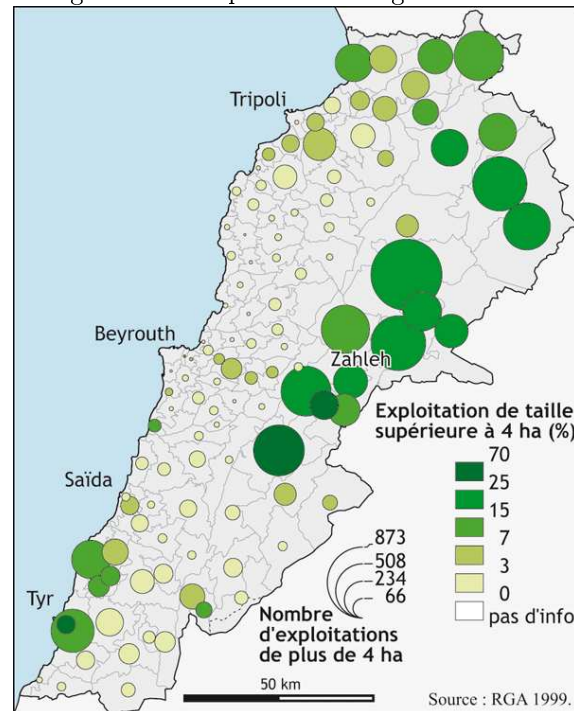 Tripoli
Beyrouth
Zahleh
Saïda
Tyr
Exploitation de taille
supérieure à 4 ha (%)
70
25
15
7
3
0
pas d'info
873
508
234
66
Nombre
d'exploitations
de plus de 4 ha
50 km
Source : RGA 1999.